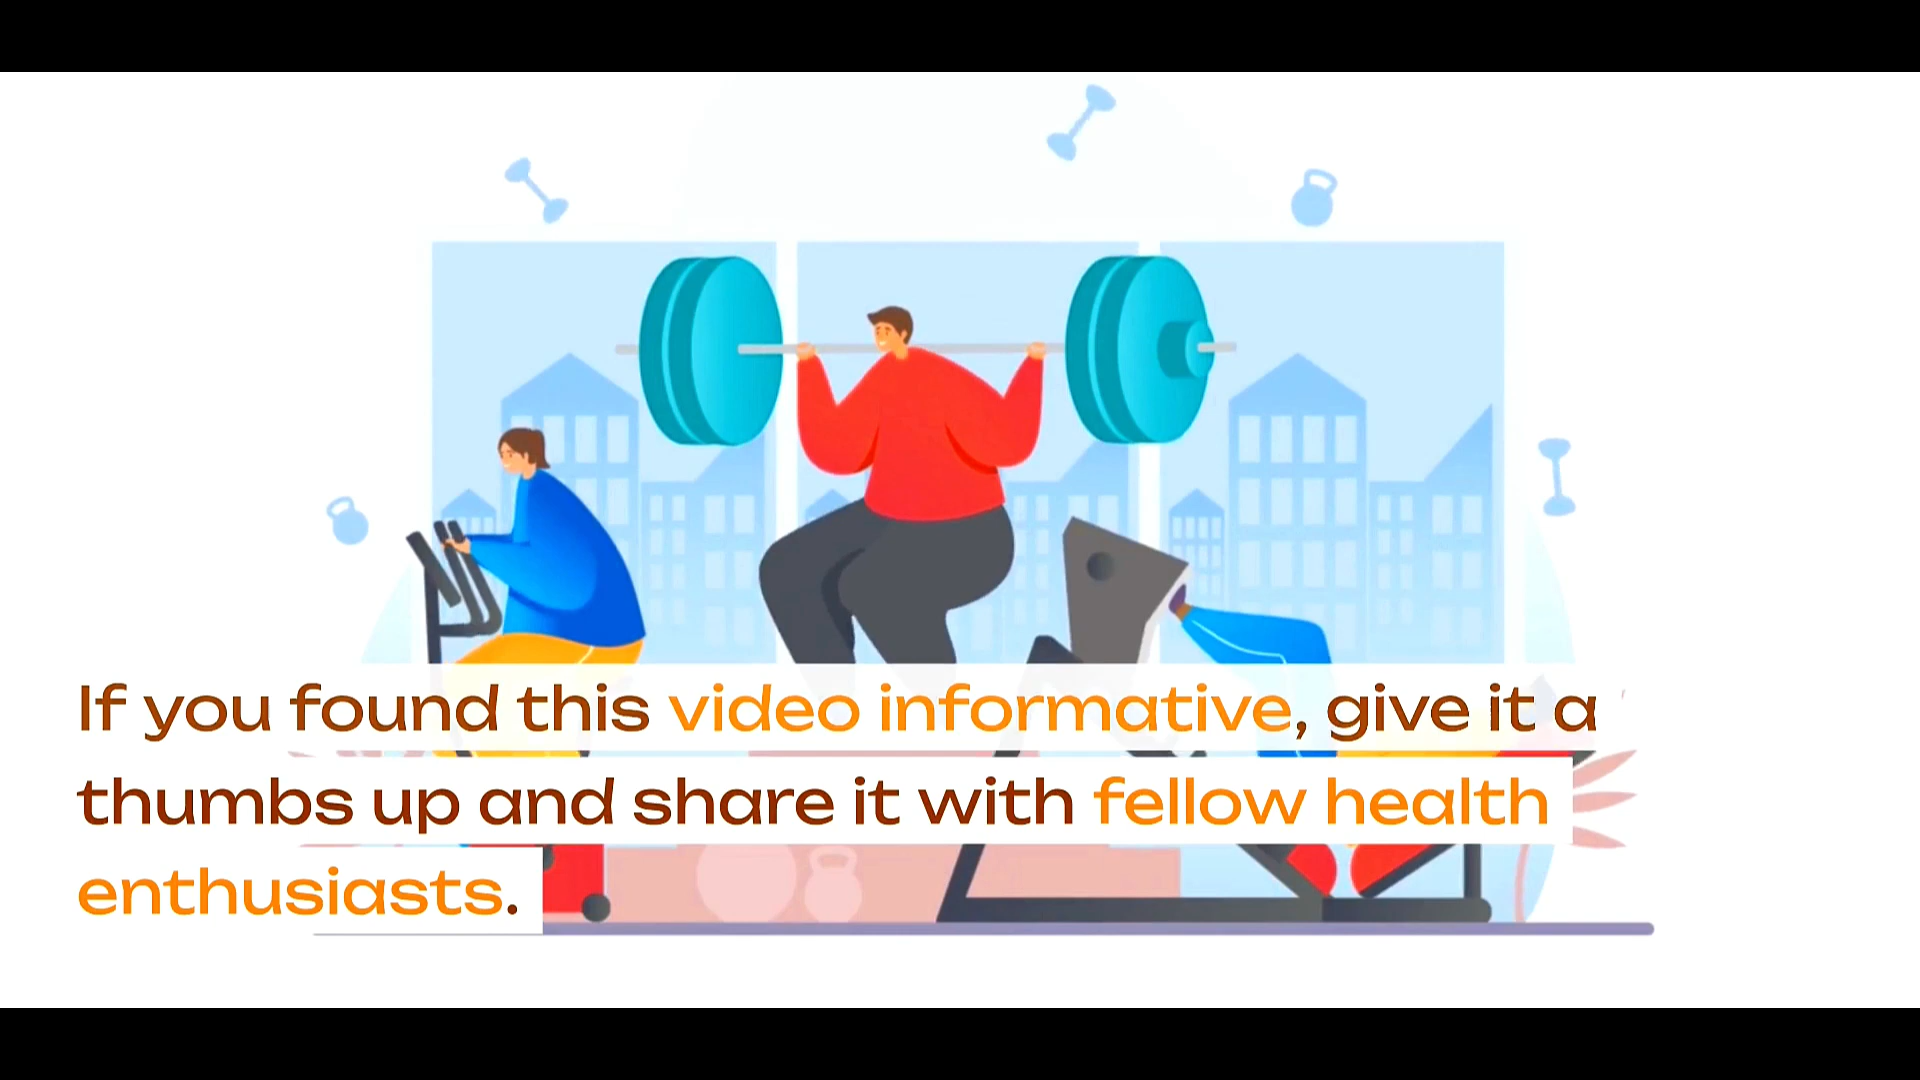 If you found this video informative, give it a
thumbs up and share it with fellow health
enthusiasts.